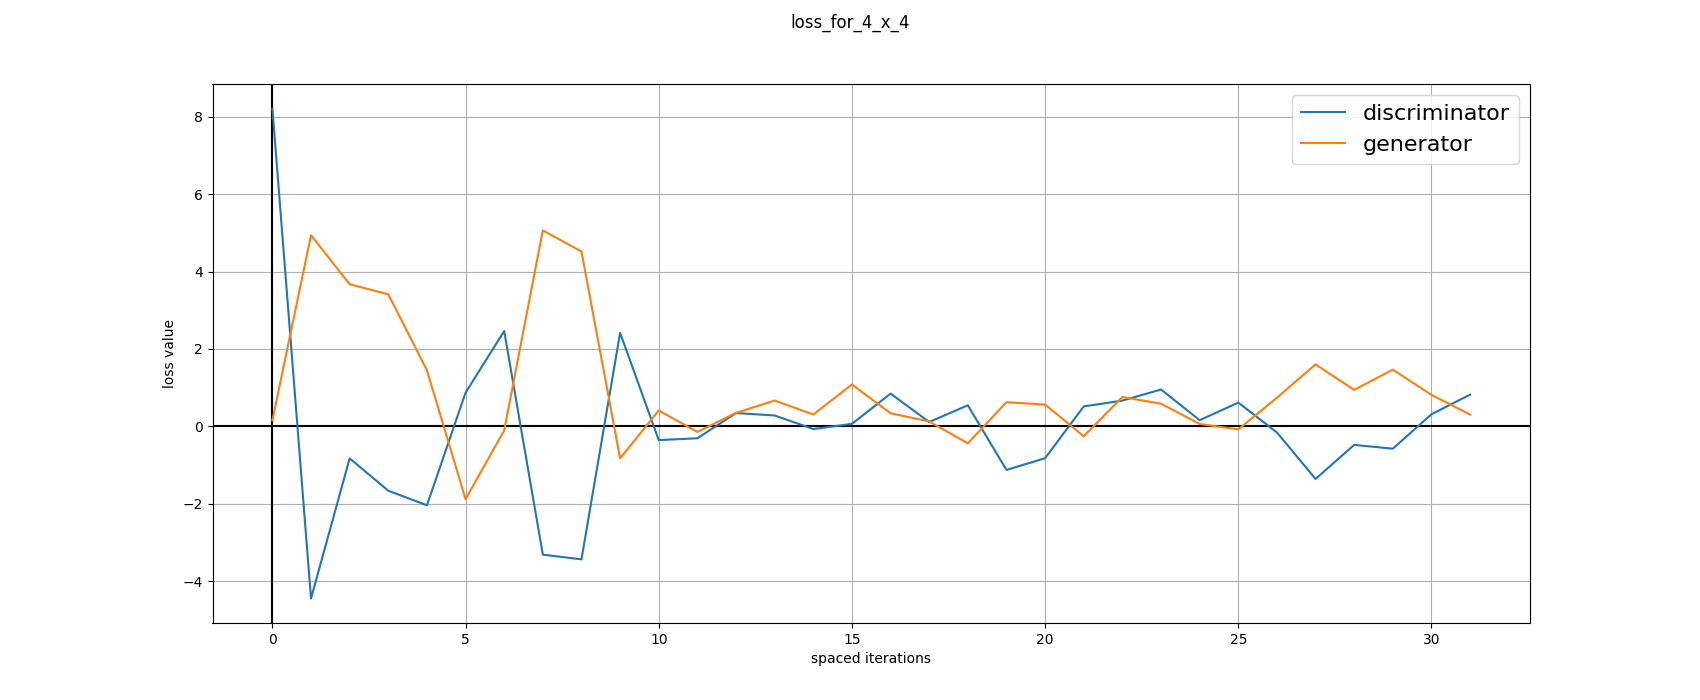 loss_for_4_x_4
discriminator
generator
8
6
4
2
0
−2
−4
loss value
0 5 10 15 20 25 30
spaced iterations